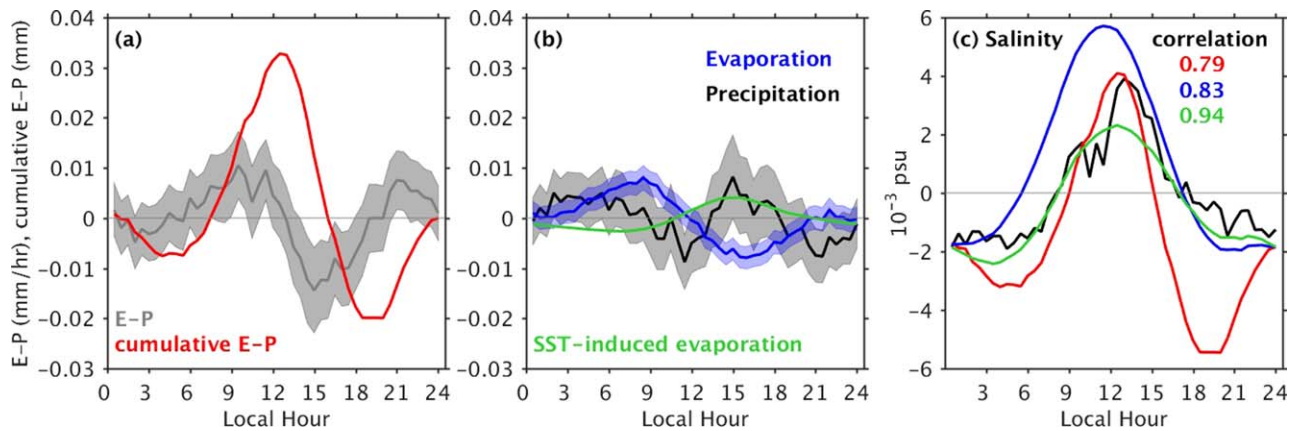 E-P (mm/hr), cumulative E-P (mm)
0.04
0.03
0.02
0.01
0
-0.01
-0.02
-0.03
(a)
E-P
cumulative E-P
0 3 6 9 12 15 18 21 24
Local Hour
0.04
0.03
0.02
0.01
0
-0.01
-0.02
-0.03
(b)
Evaporation
Precipitation
SST-induced evaporation
0 3 6 9 12 15 18 21 24
Local Hour
10⁻³ psu
6
4
2
0
-2
-4
-6
(c) Salinity correlation
0.79
0.83
0.94
3 6 9 12 15 18 21 24
Local Hour